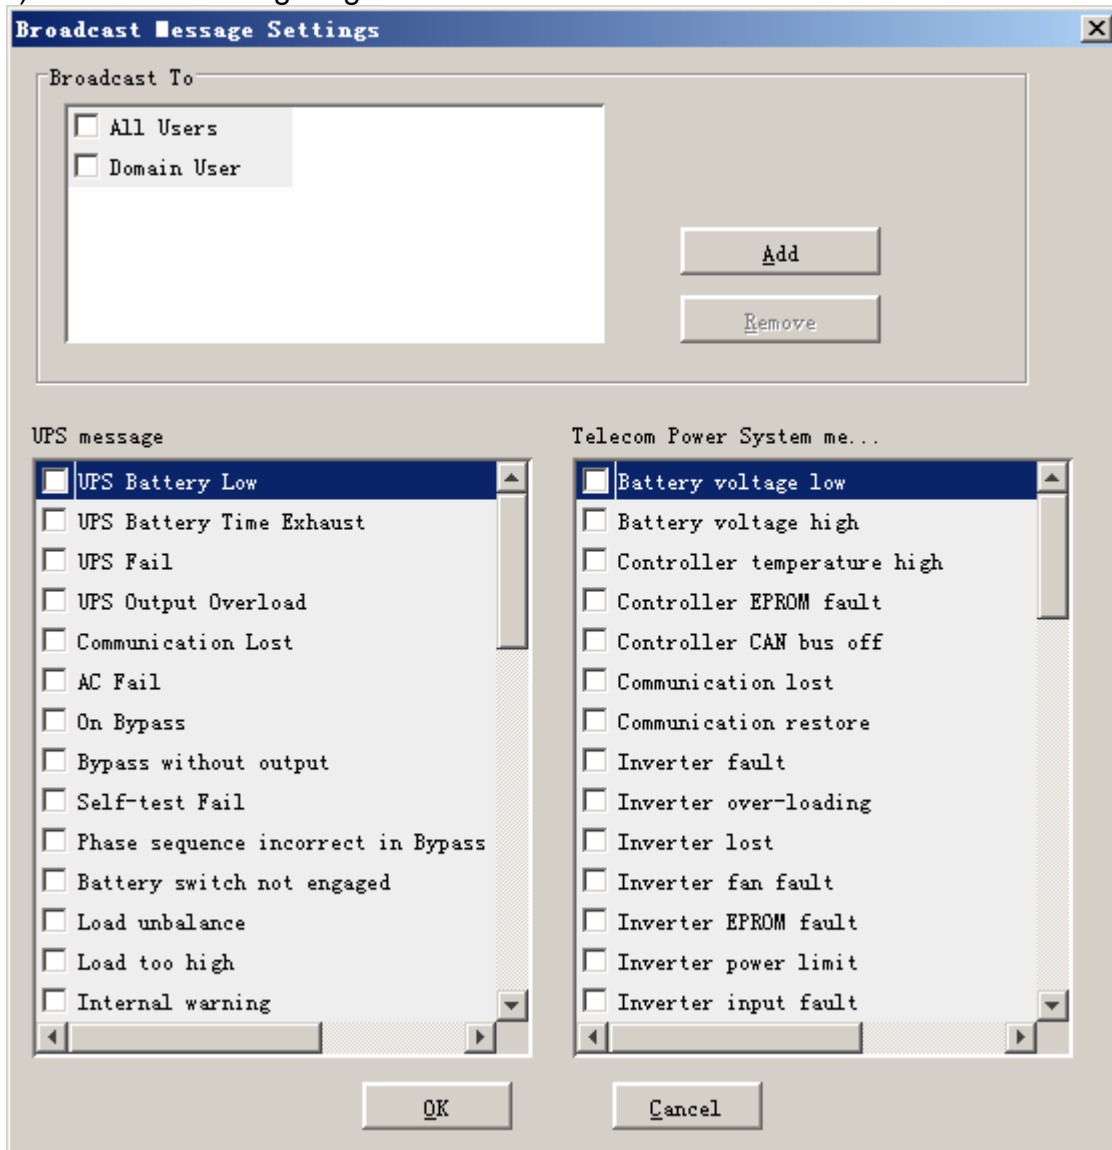 Broadcast Message Settings
Broadcast To
All Users
Domain User
Add
Remove
UPS message
UPS Battery Low
UPS Battery Time Exhaust
UPS Fail
UPS Output Overload
Communication Lost
AC Fail
On Bypass
Bypass without output
Self-test Fail
Phase sequence incorrect in Bypass
Battery switch not engaged
Load unbalance
Load too high
Internal warning
Telecom Power System me...
Battery voltage low
Battery voltage high
Controller temperature high
Controller EPROM fault
Controller CAN bus off
Communication lost
Communication restore
Inverter fault
Inverter over-loading
Inverter lost
Inverter fan fault
Inverter EPROM fault
Inverter power limit
Inverter input fault
OK
Cancel